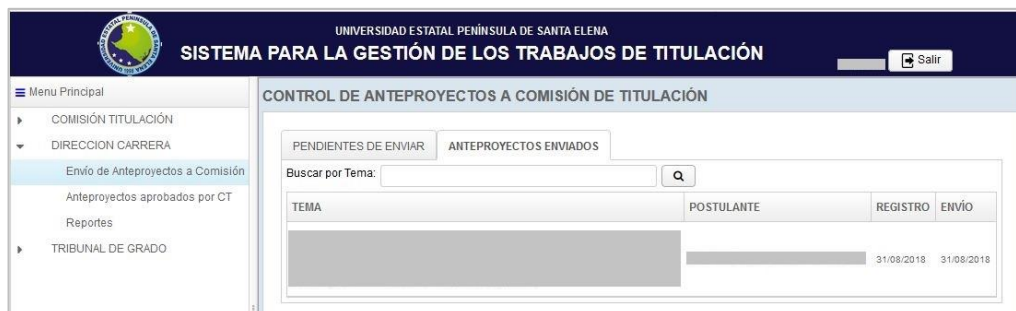 UNIVERSIDAD ESTATAL PENÍNSULA DE SANTA ELENA
SISTEMA PARA LA GESTIÓN DE LOS TRABAJOS DE TITULACIÓN
Salir
Menu Principal
COMISIÓN TITULACIÓN
DIRECCION CARRERA
Envío de Anteproyectos a Comisión
Anteproyectos aprobados por CT
Reportes
TRIBUNAL DE GRADO
CONTROL DE ANTEPROYECTOS A COMISIÓN DE TITULACIÓN
PENDIENTES DE ENVIAR ANTEPROYECTOS ENVIADOS
Buscar por Tema:
TEMA POSTULANTE REGISTRO ENVÍO
31/08/2018 31/08/2018